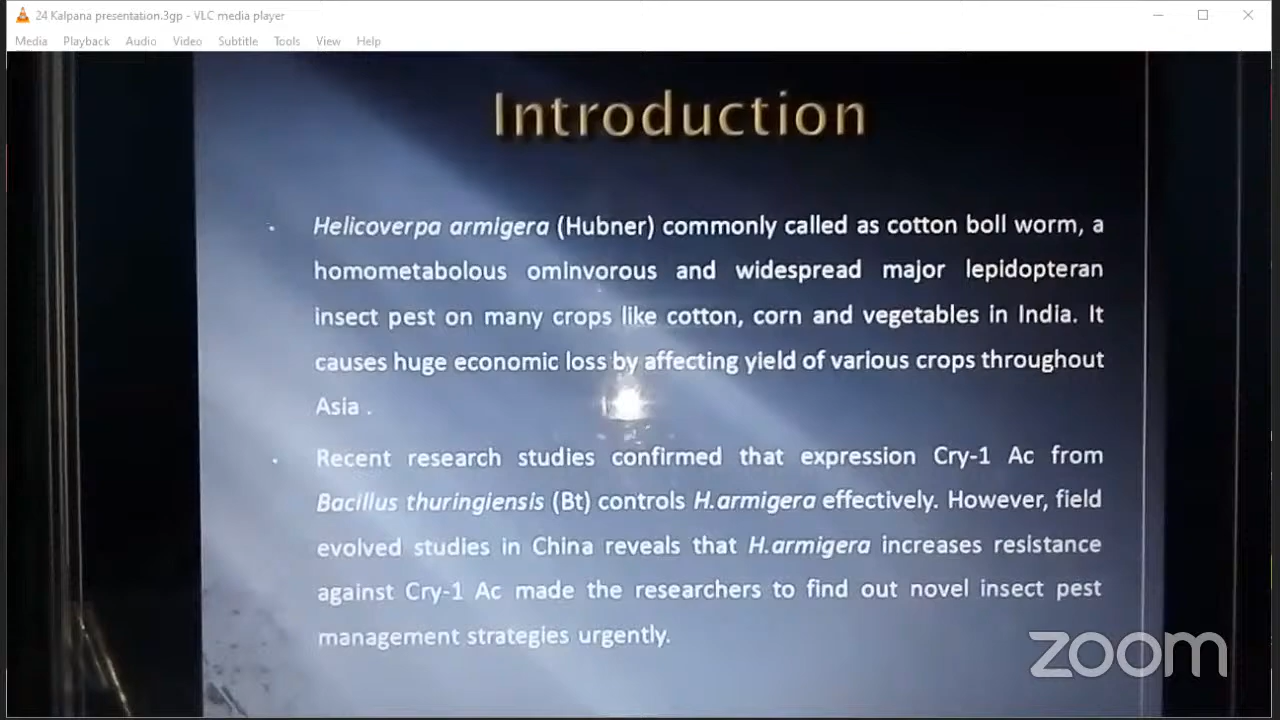 24 Kalpana presentation.3gp - VLC media player
Media Playback Audio Video Subtitle Tools View Help
Introduction
Helicoverpa armigera (Hubner) commonly called as cotton boll worm, a
homometabolous ominvorous and widespread major lepidopteran
insect pest on many crops like cotton, corn and vegetables in India. It
causes huge economic loss by affecting yield of various crops throughout
Asia .
Recent research studies confirmed that expression Cry-1 Ac from
Bacillus thuringiensis (Bt) controls H.armigera effectively. However, field
evolved studies in China reveals that H.armigera increases resistance
against Cry-1 Ac made the researchers to find out novel insect pest
management strategies urgently.
zoom